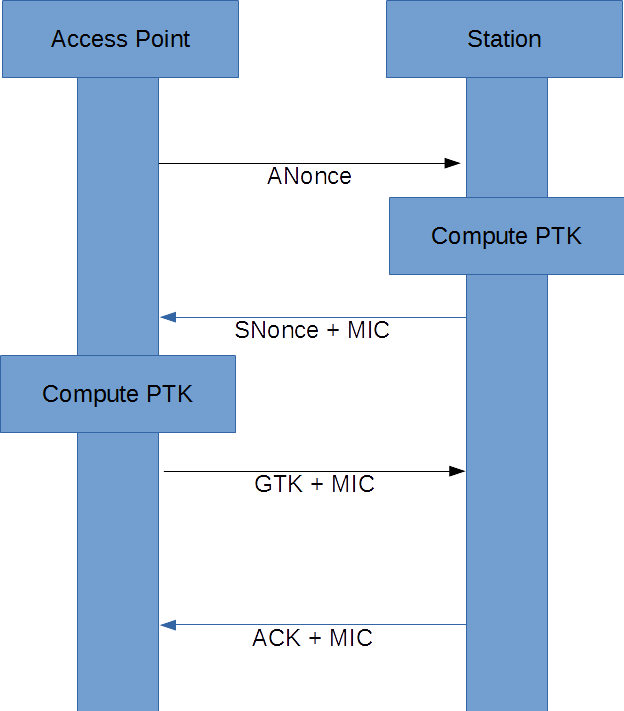 Access Point
Station
ANonce
Compute PTK
SNonce + MIC
Compute PTK
GTK + MIC
ACK + MIC